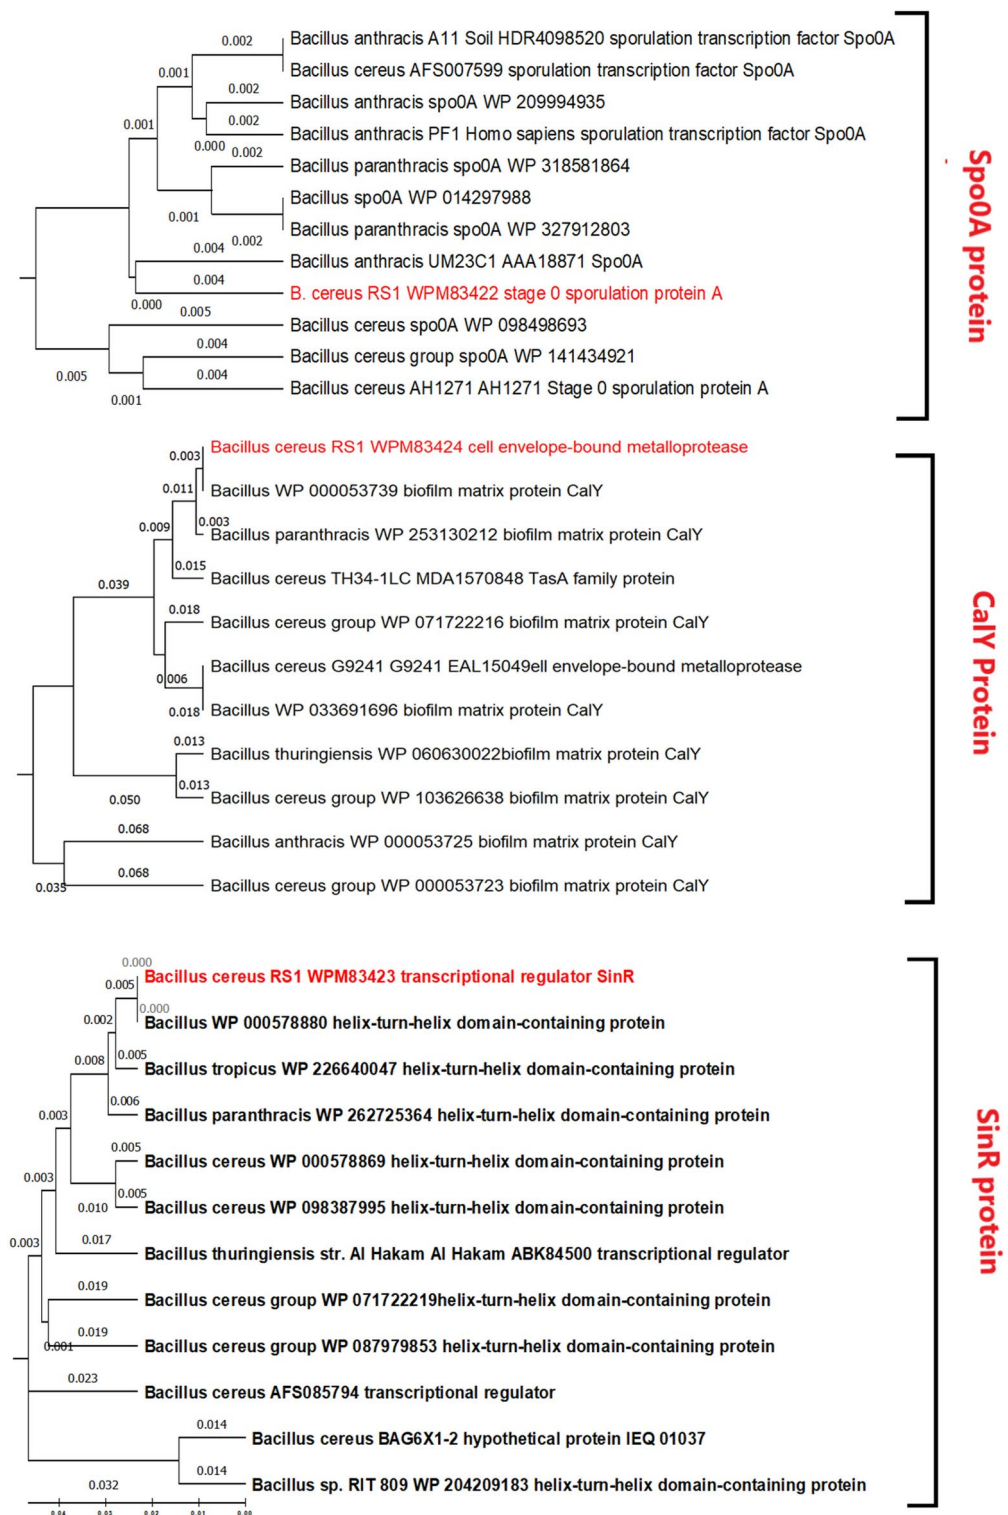 0.002
Bacillus anthracis A11 Soil HDR4098520 sporulation transcription factor Spo0A
0.001
Bacillus cereus AFS007599 sporulation transcription factor Spo0A
0.002
Bacillus anthracis spo0A WP 209994935
0.001
0.002
Bacillus anthracis PF1 Homo sapiens sporulation transcription factor Spo0A
0.000
0.002
Bacillus paranthracis spo0A WP 318581864
Bacillus spo0A WP 014297988
0.001
Bacillus paranthracis spo0A WP 327912803
0.002
0.004
Bacillus anthracis UM23C1 AAA18871 Spo0A
0.004
B. cereus RS1 WPM83422 stage 0 sporulation protein A
0.000
0.005
Bacillus cereus spo0A WP 098498693
0.004
Bacillus cereus group spo0A WP 141434921
0.005
0.004
Bacillus cereus AH1271 AH1271 Stage 0 sporulation protein A
0.001
Spo0A protein
Bacillus cereus RS1 WPM83424 cell envelope-bound metalloprotease
0.003
0.011
Bacillus WP 000053739 biofilm matrix protein CalY
0.009
0.003
Bacillus paranthracis WP 253130212 biofilm matrix protein CalY
0.015
Bacillus cereus TH34-1LC MDA1570848 TasA family protein
0.039
0.018
Bacillus cereus group WP 071722216 biofilm matrix protein CalY
Bacillus cereus G9241 G9241 EAL15049ell envelope-bound metalloprotease
0.006
0.018
Bacillus WP 033691696 biofilm matrix protein CalY
0.013
Bacillus thuringiensis WP 060630022biofilm matrix protein CalY
0.013
0.050
Bacillus cereus group WP 103626638 biofilm matrix protein CalY
0.068
Bacillus anthracis WP 000053725 biofilm matrix protein CalY
0.068
0.035
Bacillus cereus group WP 000053723 biofilm matrix protein CalY
CalY Protein
0.000
Bacillus cereus RS1 WPM83423 transcriptional regulator SinR
0.005
0.000
0.002
Bacillus WP 000578880 helix-turn-helix domain-containing protein
0.008
0.005
Bacillus tropicus WP 226640047 helix-turn-helix domain-containing protein
0.006
0.003
Bacillus paranthracis WP 262725364 helix-turn-helix domain-containing protein
0.005
Bacillus cereus WP 000578869 helix-turn-helix domain-containing protein
0.003
0.005
0.010
Bacillus cereus WP 098387995 helix-turn-helix domain-containing protein
0.003
0.017
Bacillus thuringiensis str. Al Hakam Al Hakam ABK84500 transcriptional regulator
0.019
Bacillus cereus group WP 071722219helix-turn-helix domain-containing protein
0.019
0.001
Bacillus cereus group WP 087979853 helix-turn-helix domain-containing protein
0.023
Bacillus cereus AFS085794 transcriptional regulator
0.014
Bacillus cereus BAG6X1-2 hypothetical protein IEQ 01037
0.014
0.032
Bacillus sp. RIT 809 WP 204209183 helix-turn-helix domain-containing protein
0.04 0.03 0.02 0.01 0.00
SinR protein